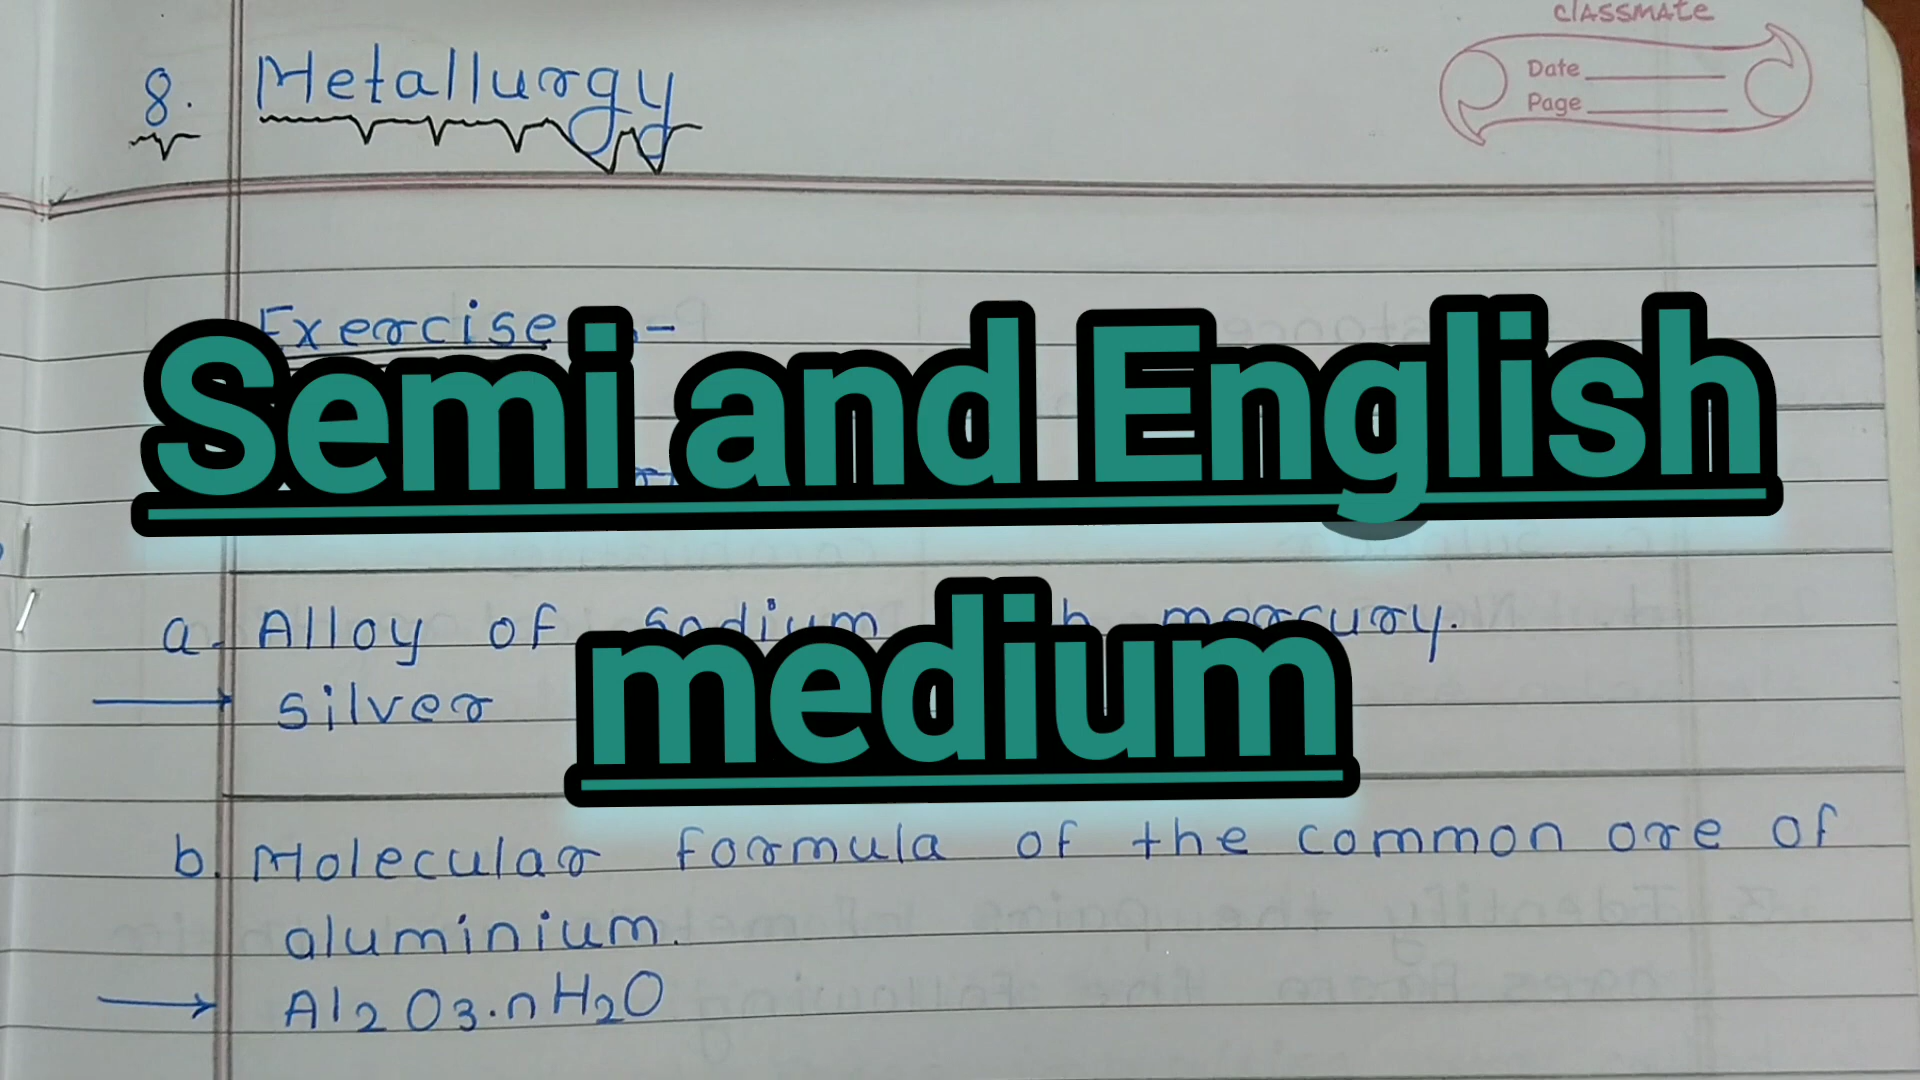 classmate
Date
Page
8. Metallurgy
Exercise :-
Semi and English
medium
a. Alloy of sodium mercury.
→ silver
b. Molecular formula of the common ore of
aluminium.
→ Al2O3.nH2O